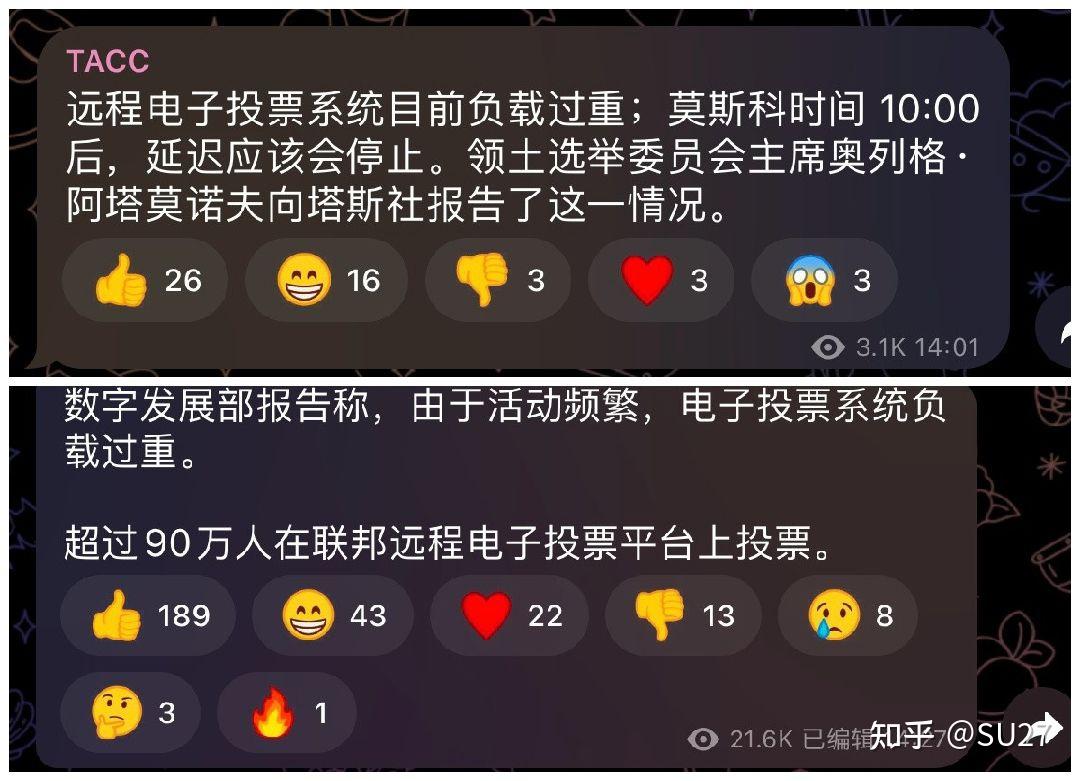 TACC
远程电子投票系统目前负载过重；莫斯科时间 10:00
后，延迟应该会停止。领土选举委员会主席奥列格·
阿塔莫诺夫向塔斯社报告了这一情况。
26 16 3 3 3
3.1K 14:01
数字发展部报告称，由于活动频繁，电子投票系统负
载过重。
超过90万人在联邦远程电子投票平台上投票。
189 43 22 13 8
3 1
21.6K 已编辑
知乎 @SU27